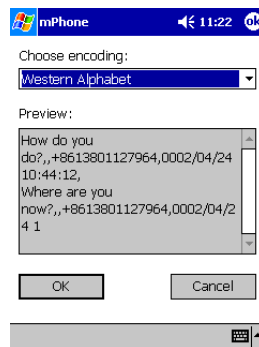 mPhone 11:22 ok
Choose encoding:
Western Alphabet
Preview:
How do you
do?,,+8613801127964,0002/04/24
10:44:12,
Where are you
now?,,+8613801127964,0002/04/2
4 1
OK Cancel